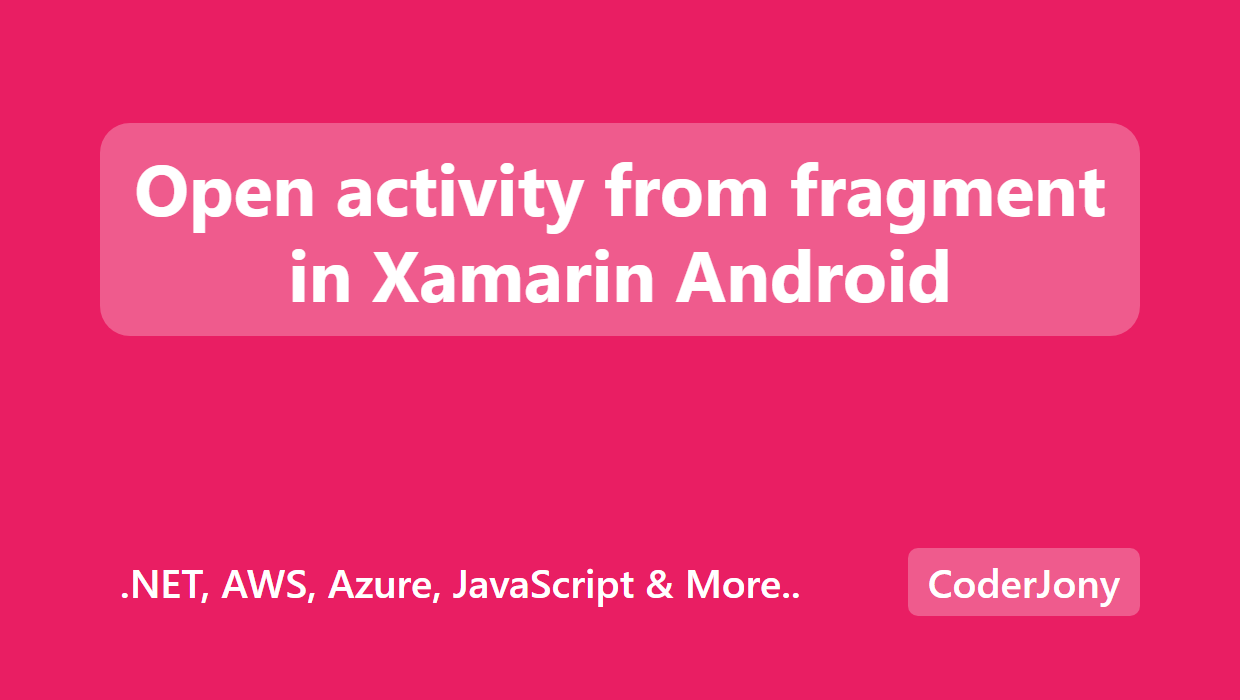 Open activity from fragment
in Xamarin Android
.NET, AWS, Azure, JavaScript & More..
CoderJony